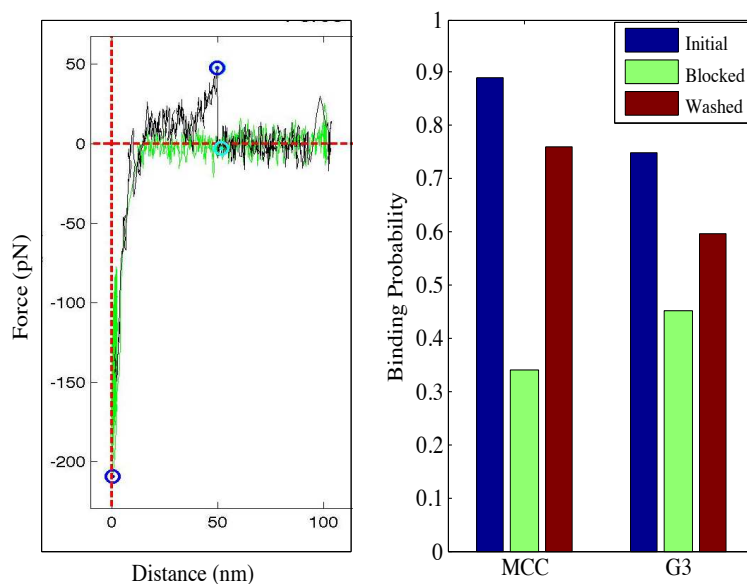 50
0
-50
-100
-150
-200
Force (pN)
0
50
100
Distance (nm)
1
0.9
0.8
0.7
0.6
0.5
0.4
0.3
0.2
0.1
0
Binding Probability
Initial
Blocked
Washed
MCC
G3